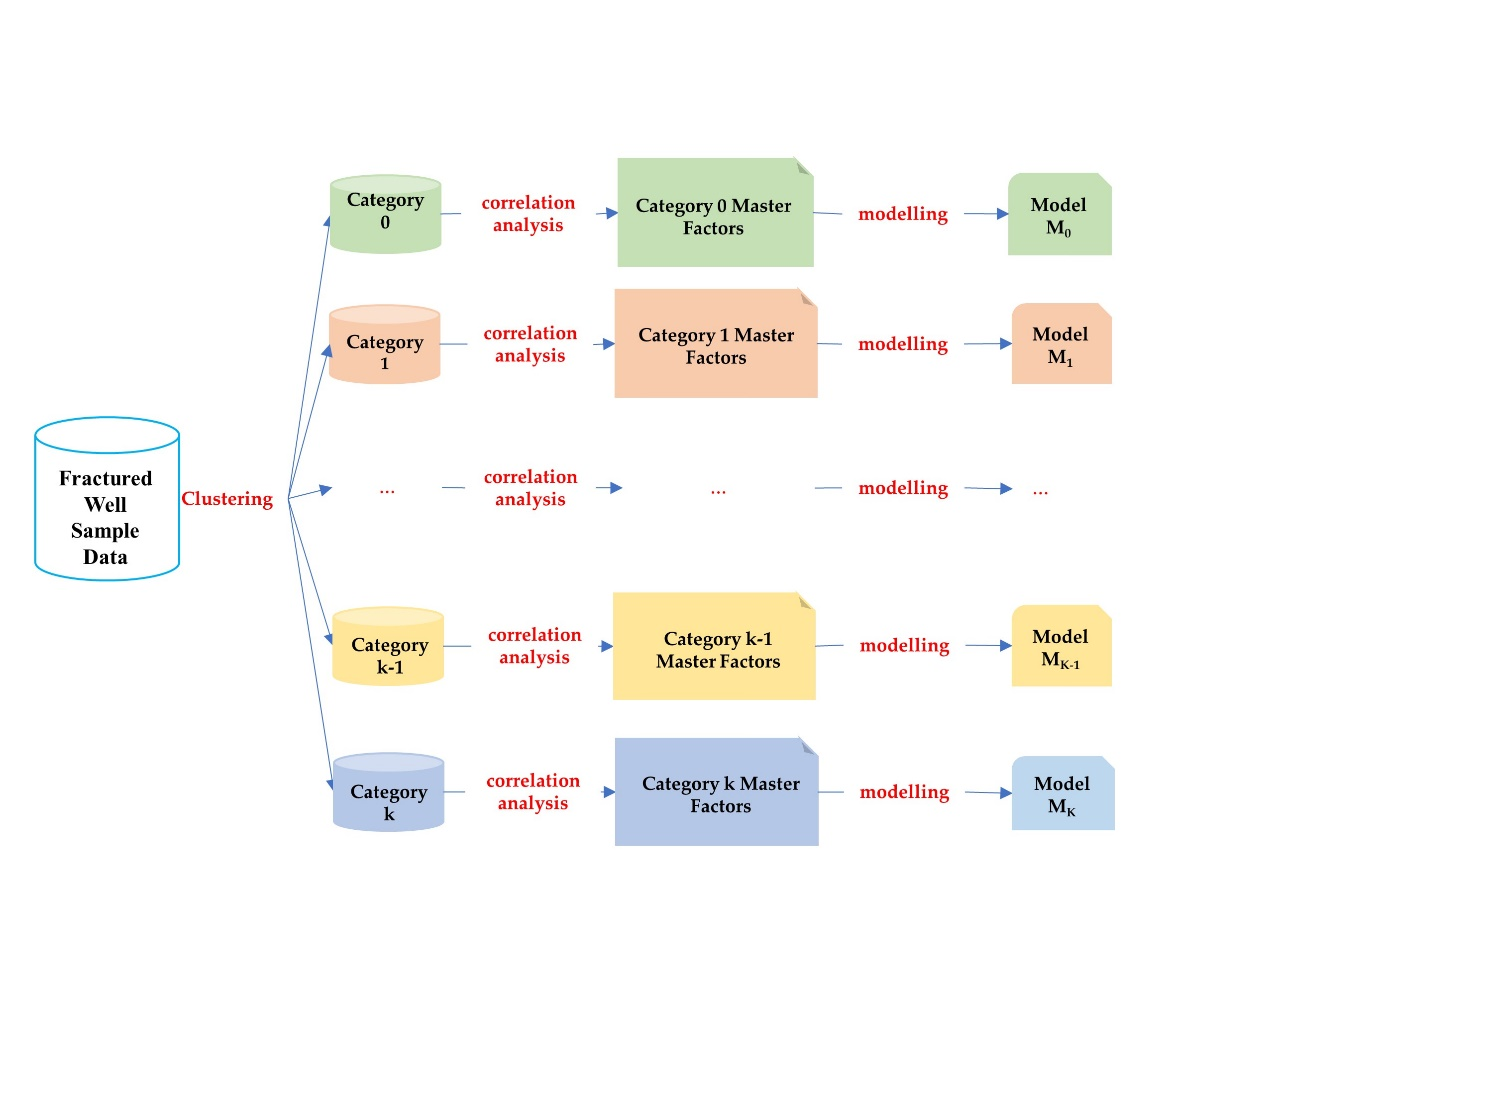 Fractured
Well
Sample
Data
Clustering
Category
0
correlation
analysis
Category 0 Master
Factors
modelling
Model
M0
Category
1
correlation
analysis
Category 1 Master
Factors
modelling
Model
M1
...
correlation
analysis
...
modelling
...
Category
k-1
correlation
analysis
Category k-1
Master Factors
modelling
Model
MK-1
Category
k
correlation
analysis
Category k Master
Factors
modelling
Model
MK